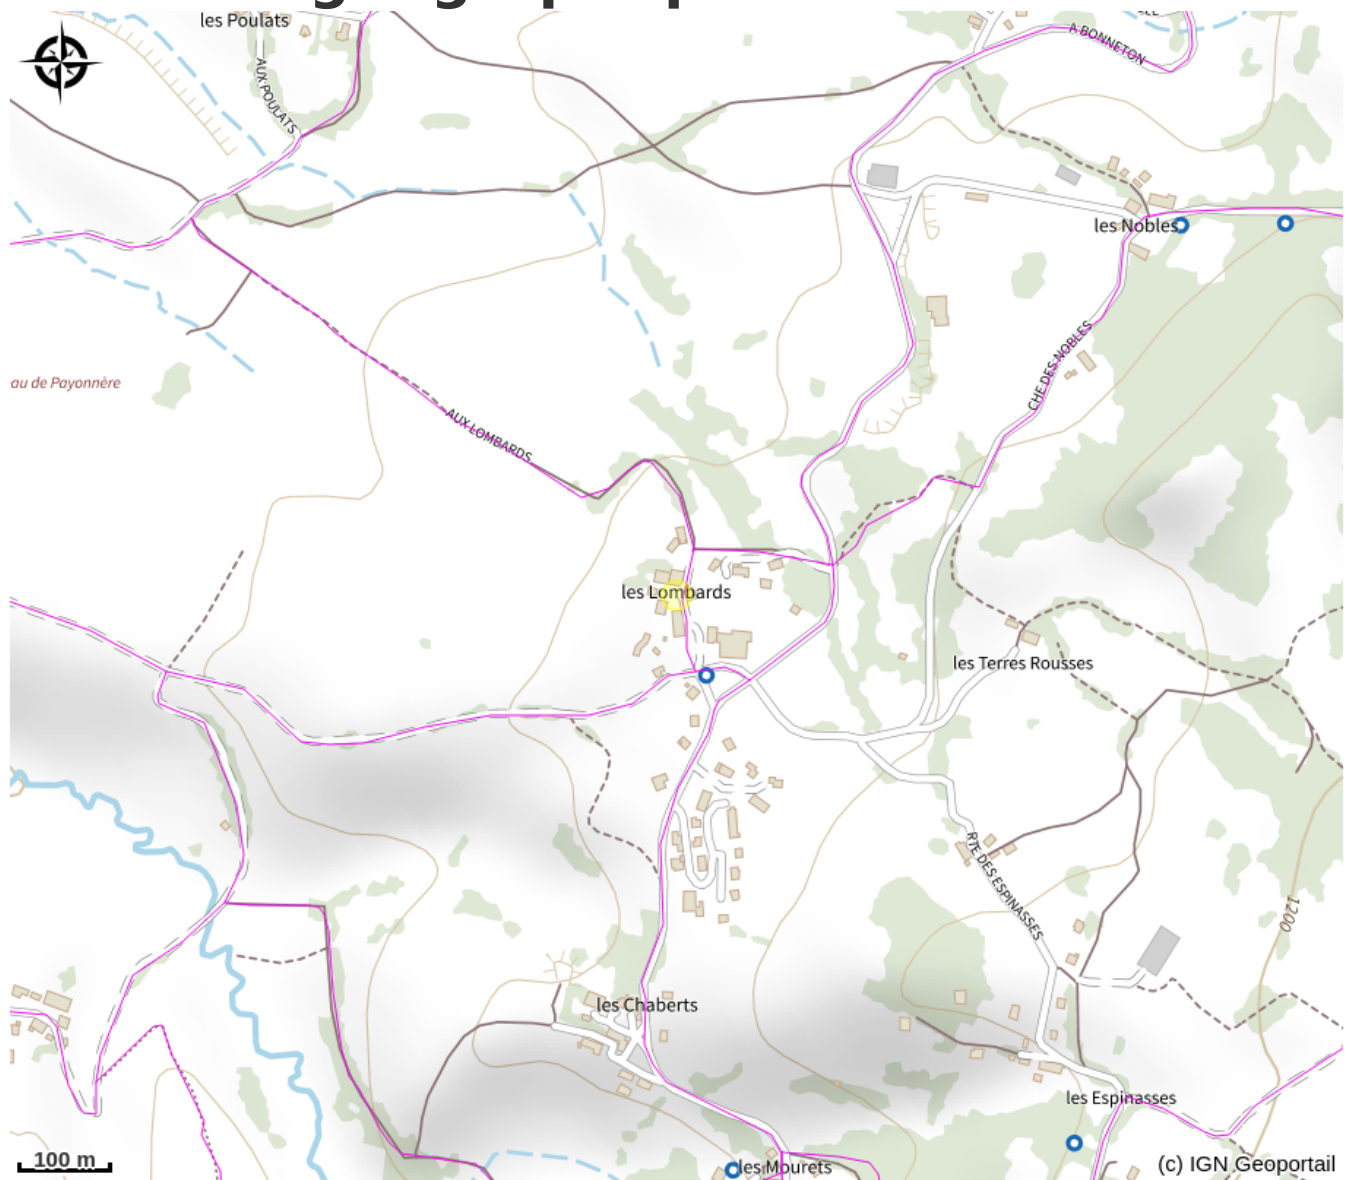 les Poulats
AUX POULATS
A BONNETON
les Nobles
CHE DES NOBLES
au de Payonnère
AUX LOMBARDS
les Lombards
les Terres Rousses
RTE DES ESPINASSES
1200
les Chaberts
les Espinasses
les Mourets
100 m
(c) IGN Geoportail